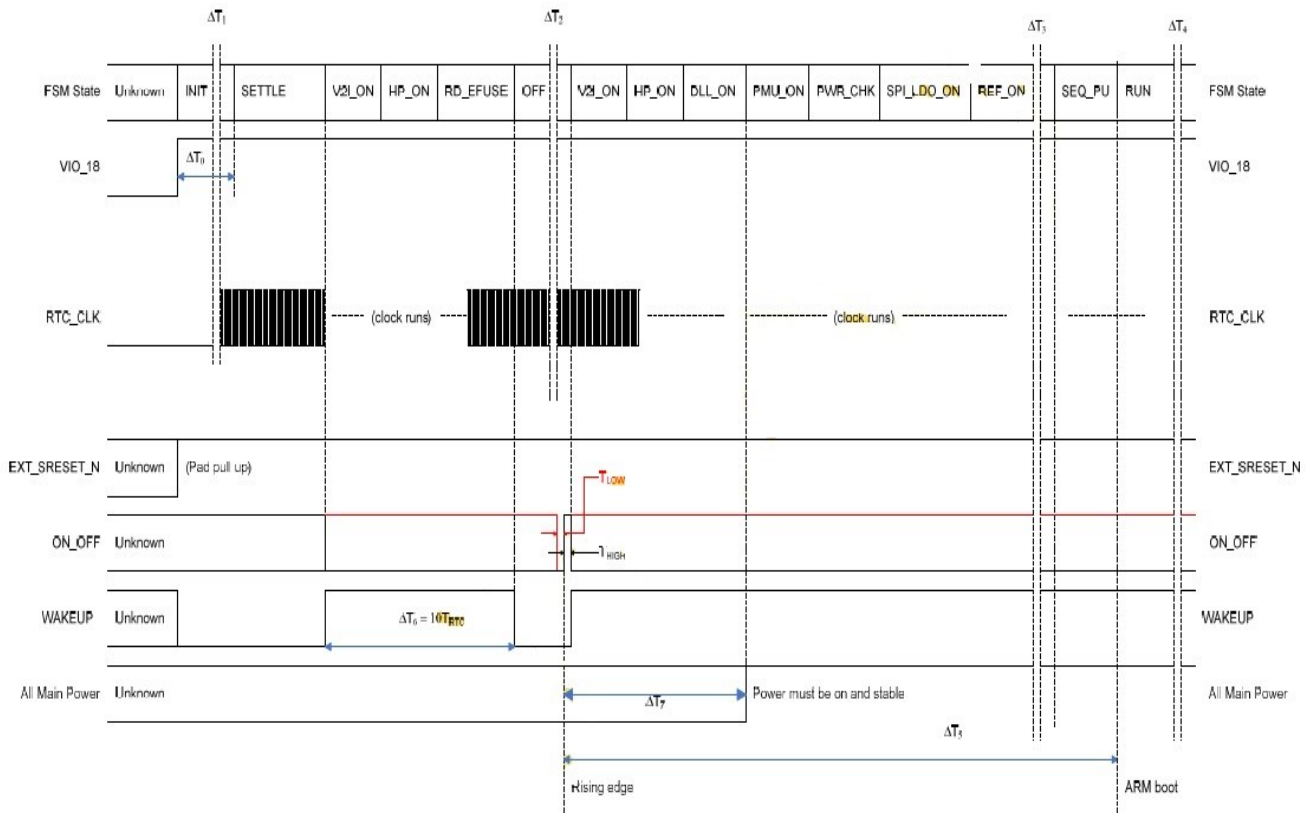 ΔT1 ΔT2 ΔT3 ΔT4
FSM State Unknown INIT SETTLE V2I_ON HP_ON RD_EFUSE OFF V2I_ON HP_ON DLL_ON PMU_ON PWR_CHK SPI_LDO_ON REF_ON SEQ_PU RUN FSM State
VIO_18 ΔT0 VIO_18
RTC_CLK (clock runs) (clock runs) RTC_CLK
EXT_SRESET_N Unknown (Pad pull up) EXT_SRESET_N
TLOW
ON_OFF Unknown ON_OFF
THIGH
WAKEUP Unknown ΔT6 = 10TRTC WAKEUP
All Main Power Unknown ΔT7 Power must be on and stable All Main Power
ΔT5
Rising edge ARM boot